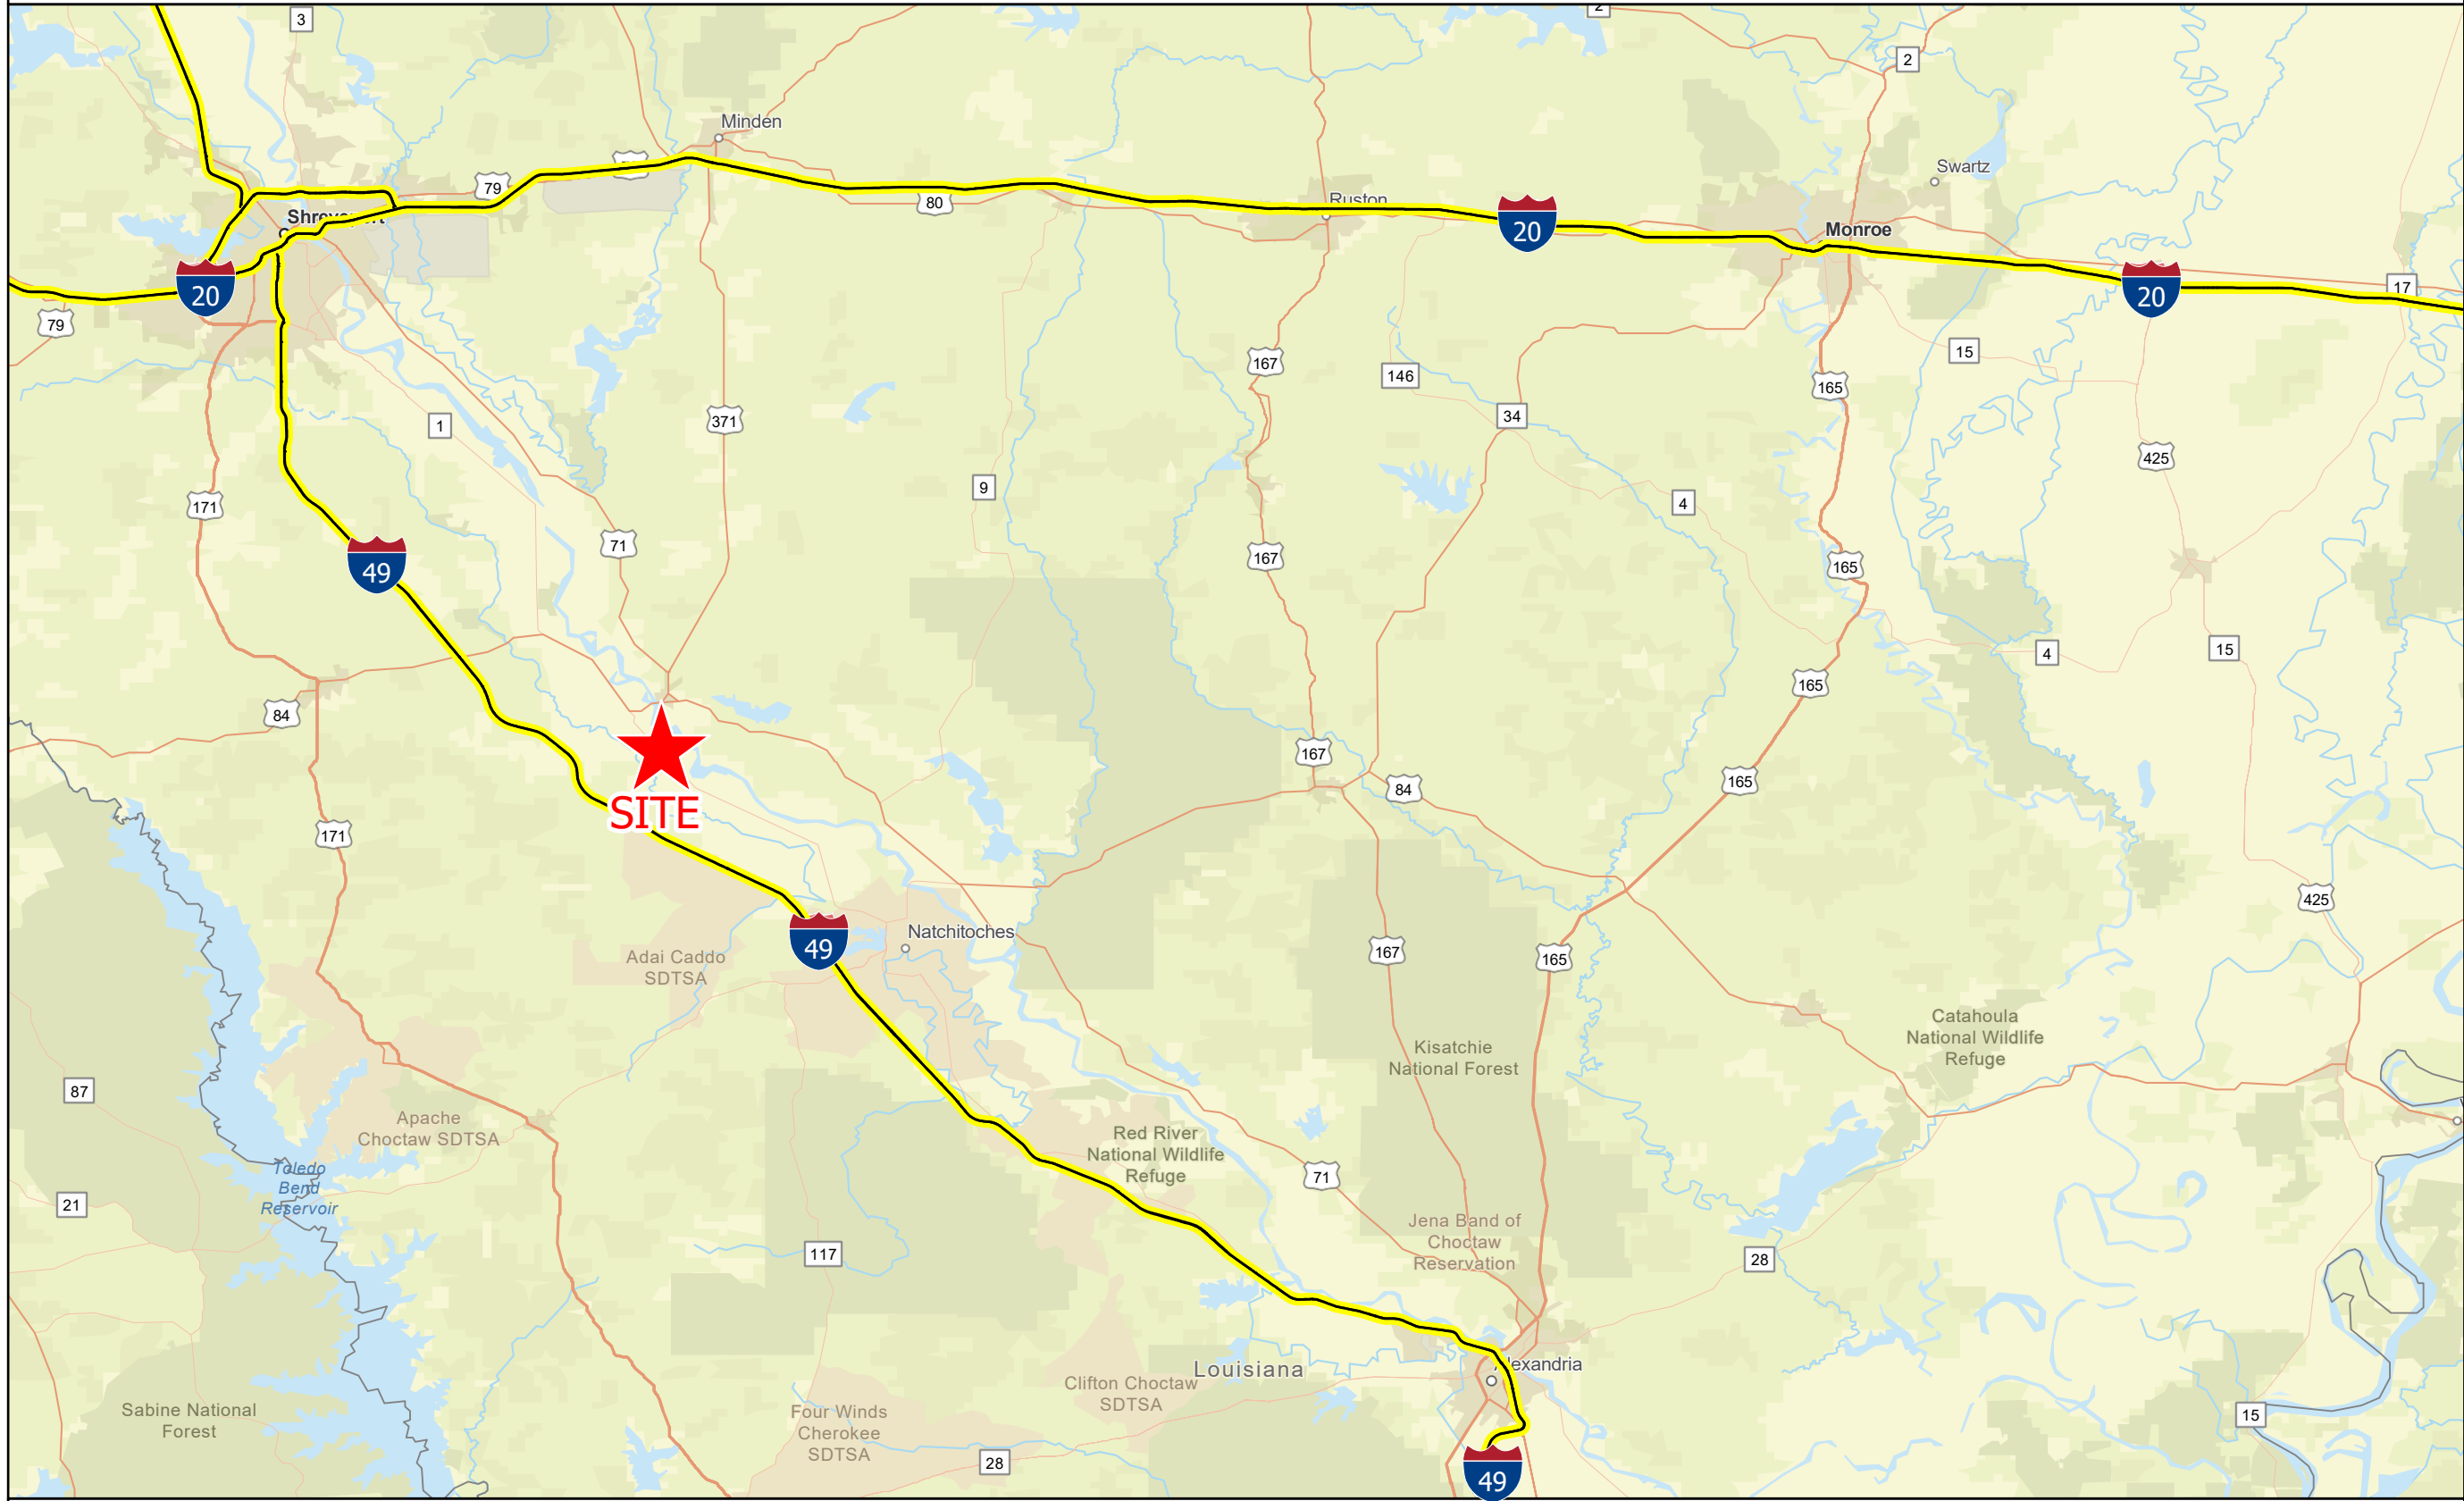 3
2
2
Minden
Swartz
79
80
Ruston
20
Monroe
Shreveport
20
20
17
79
15
167
146
165
34
371
1
425
9
4
171
71
167
49
165
4
15
165
84
167
165
84
SITE
171
425
Natchitoches
49
167
165
Adai Caddo
SDTSA
Catahoula
National Wildlife
Refuge
Kisatchie
National Forest
87
Apache
Choctaw SDTSA
Red River
National Wildlife
Refuge
Toledo
Bend
Reservoir
71
21
Jena Band of
Choctaw
Reservation
117
28
Louisiana
Alexandria
Clifton Choctaw
SDTSA
Sabine National
Forest
Four Winds
Cherokee
SDTSA
15
28
49